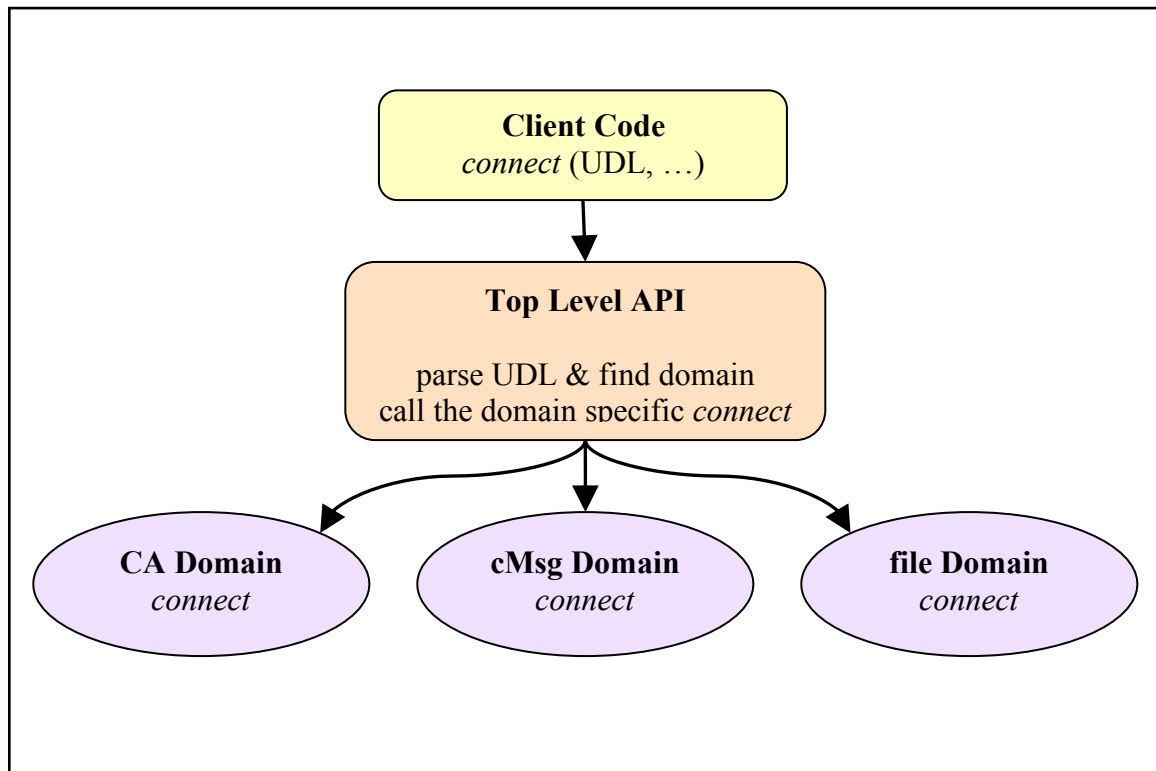 Client Code
connect (UDL, …)
Top Level API
parse UDL & find domain
call the domain specific connect
CA Domain
connect
cMsg Domain
connect
file Domain
connect